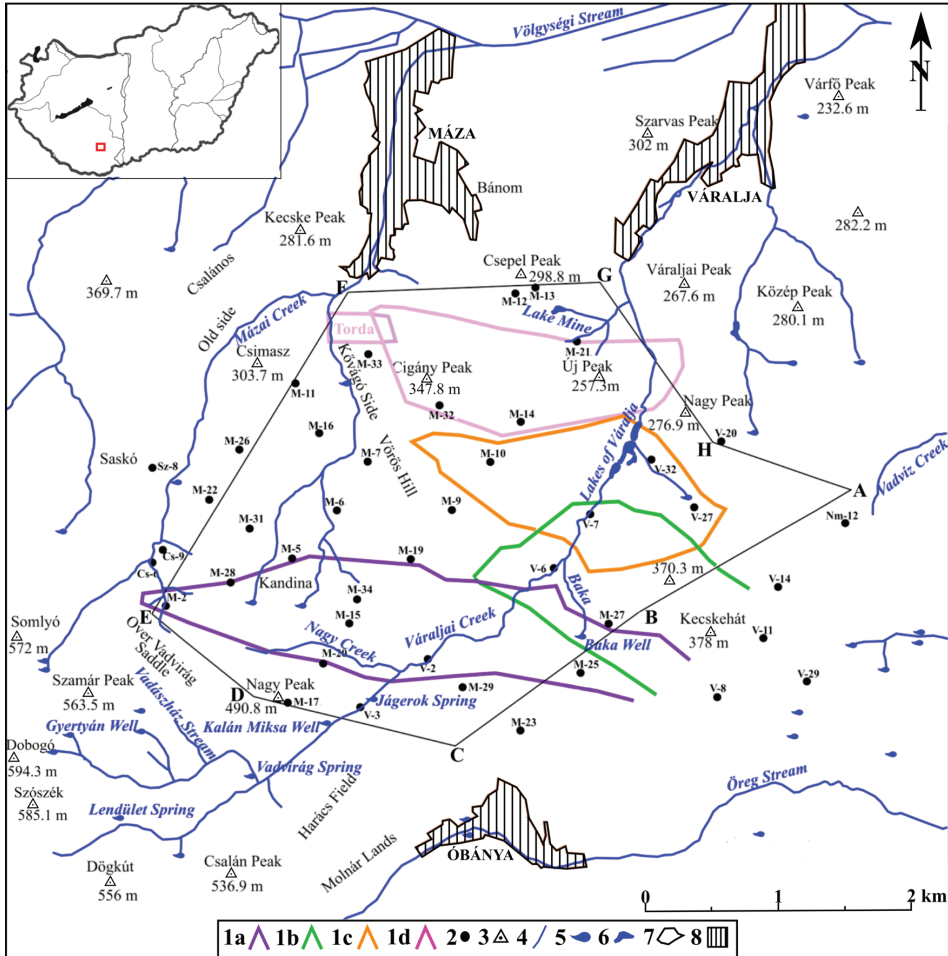 Völgységi Stream
N
Várfő Peak
232.6 m
Szarvas Peak
302 m
MÁZA
Bánom
VÁRALJA
Kecske Peak
281.6 m
282.2 m
Csalános
Csepel Peak
298.8 m
G
Váraljai Peak
267.6 m
369.7 m
F
M-12
M-13
Közép Peak
280.1 m
Old side
Mázai Creek
Torda
Lake Mine
Csimasz
303.7 m
Kővágó Side
M-33
M-21
Cigány Peak
347.8 m
Új Peak
257.3m
M-11
M-32
M-14
Nagy Peak
276.9 m
M-16
V-20
H
M-26
Vörös Hill
Lakes of Váralja
Saskó
Sz-8
M-7
M-10
V-32
Vadvíz Creek
A
M-22
M-6
M-9
V-7
V-27
Nm-12
M-31
Cs-9
Cs-6
M-5
M-19
V-6
370.3 m
M-28
Kandina
Baka
V-14
M-2
M-34
E
M-15
M-27
B
Kecskehát
378 m
V-11
Somlyó
572 m
Over Vadvirág
Saddle
Nagy Creek
Váraljai Creek
Baka Well
M-20
V-2
M-25
Szamár Peak
563.5 m
D
Nagy Peak
490.8 m
M-17
M-29
V-29
V-8
Vadászház Stream
Jágerok Spring
V-3
Gyertyán Well
Kalán Miksa Well
M-23
Dobogó
594.3 m
C
Vadvirág Spring
Szószék
585.1 m
Öreg Stream
Lendület Spring
Harács Field
ÓBÁNYA
Molnár Lands
Dögkút
556 m
Csalán Peak
536.9 m
0 1 2 km
1a 1b 1c 1d 2 3 4 5 6 7 8